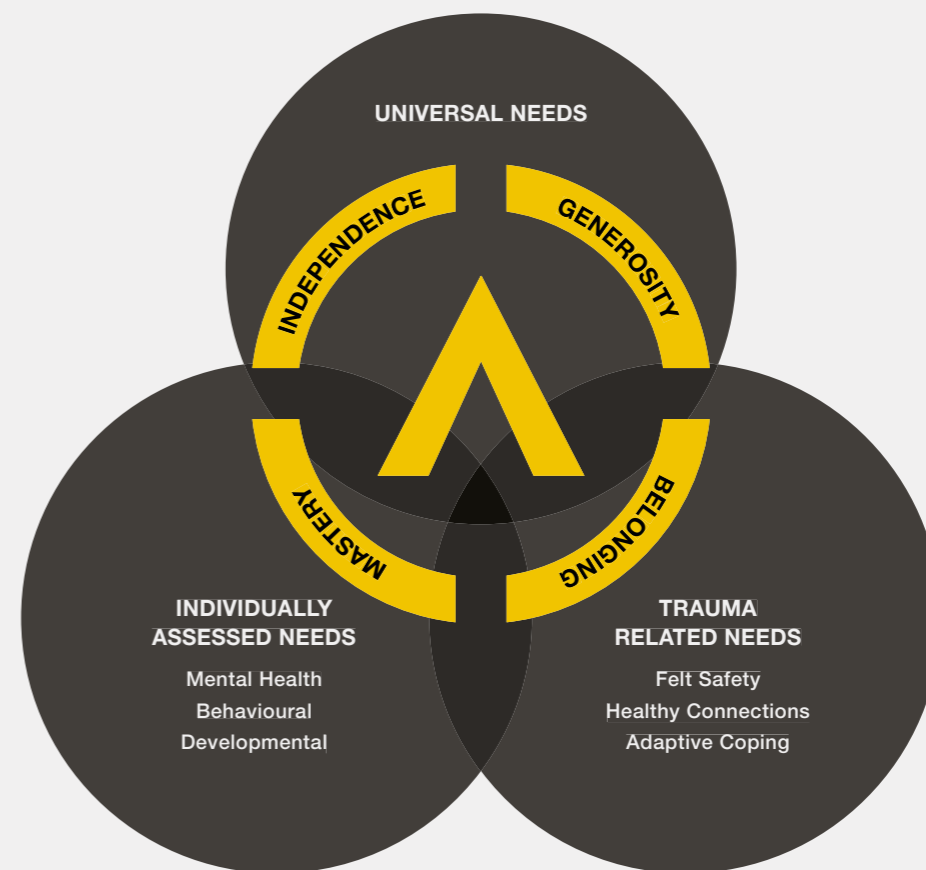 UNIVERSAL NEEDS
INDEPENDENCE
GENEROSITY
MASTERY
BELONGING
INDIVIDUALLY
ASSESSED NEEDS
Mental Health
Behavioural
Developmental
TRAUMA
RELATED NEEDS
Felt Safety
Healthy Connections
Adaptive Coping